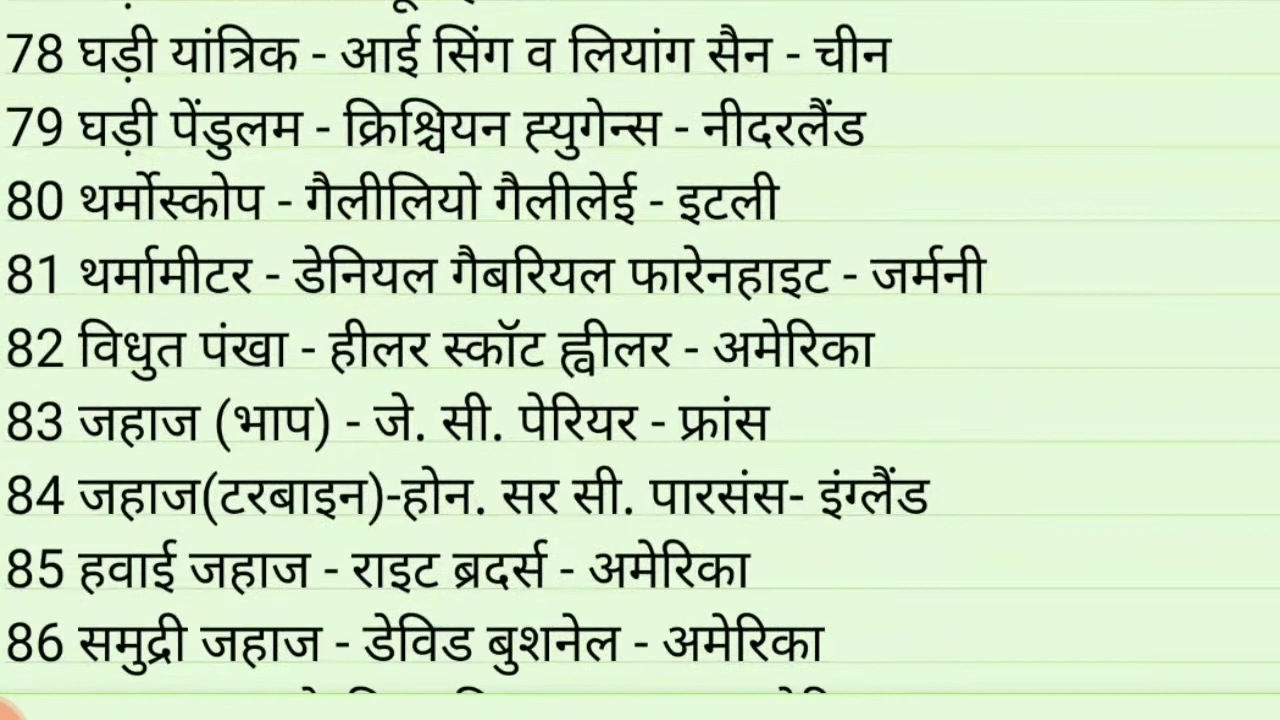 78 घड़ी यांत्रिक - आई सिंग व लियांग सैन - चीन
79 घड़ी पेंडुलम - क्रिश्चियन ह्युगेन्स - नीदरलैंड
80 थर्मोस्कोप - गैलीलियो गैलीलेई - इटली
81 थर्मामीटर - डेनियल गैबरियल फारेनहाइट - जर्मनी
82 विधुत पंखा - हीलर स्कॉट ह्वीलर - अमेरिका
83 जहाज (भाप) - जे. सी. पेरियर - फ्रांस
84 जहाज(टरबाइन)-होन. सर सी. पारसंस- इंग्लैंड
85 हवाई जहाज - राइट ब्रदर्स - अमेरिका
86 समुद्री जहाज - डेविड बुशनेल - अमेरिका